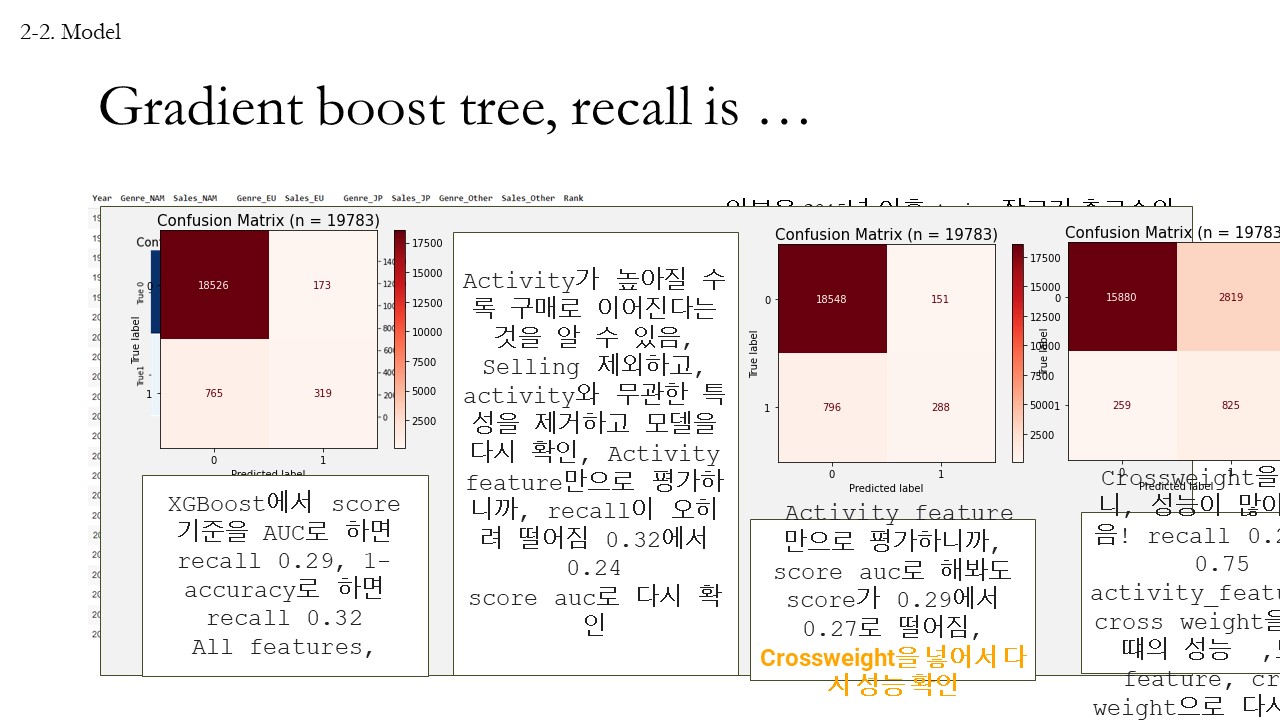 2-2. Model
Gradient boost tree, recall is …
Year Genre_NAM Sales_NAM Genre_EU Sales_EU Genre_JP Sales_JP Genre_Other Sales_Other Rank
Confusion Matrix (n = 19783)
True label
0
1
18526 173
765 319
0 1
Predicted label
17500
15000
12500
10000
7500
5000
2500
True 0
True1
XGBoost에서 score
기준을 AUC로 하면
recall 0.29, 1-
accuracy로 하면
recall 0.32
All features,
Activity가 높아질 수
록 구매로 이어진다는
것을 알 수 있음,
Selling 제외하고,
activity와 무관한 특
성을 제거하고 모델을
다시 확인, Activity
feature만으로 평가하
니까, recall이 오히
려 떨어짐 0.32에서
0.24
score auc로 다시 확
인
Confusion Matrix (n = 19783)
True label
0
1
18548 151
796 288
0 1
Predicted label
17500
15000
12500
10000
7500
5000
2500
Activity feature
만으로 평가하니까,
score auc로 해봐도
score가 0.29에서
0.27로 떨어짐,
Crossweight을 넣어서 다
시 성능 확인
Confusion Matrix (n = 19783
True label
0
1
15880 2819
259 825
0 1
Predicted label
Crossweight을
니, 성능이 많이
음! recall 0.2
0.75
activity_featu
cross weight을
떄의 성능 ,
feature, cr
weight으로 다시